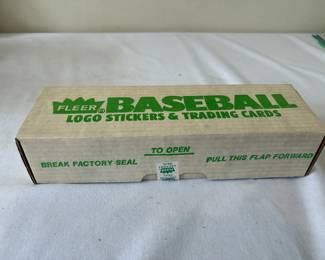 FLEER® BASEBALL
LOGO STICKERS & TRADING CARDS
TO OPEN
BREAK FACTORY SEAL
PULL THIS FLAP FORWARD